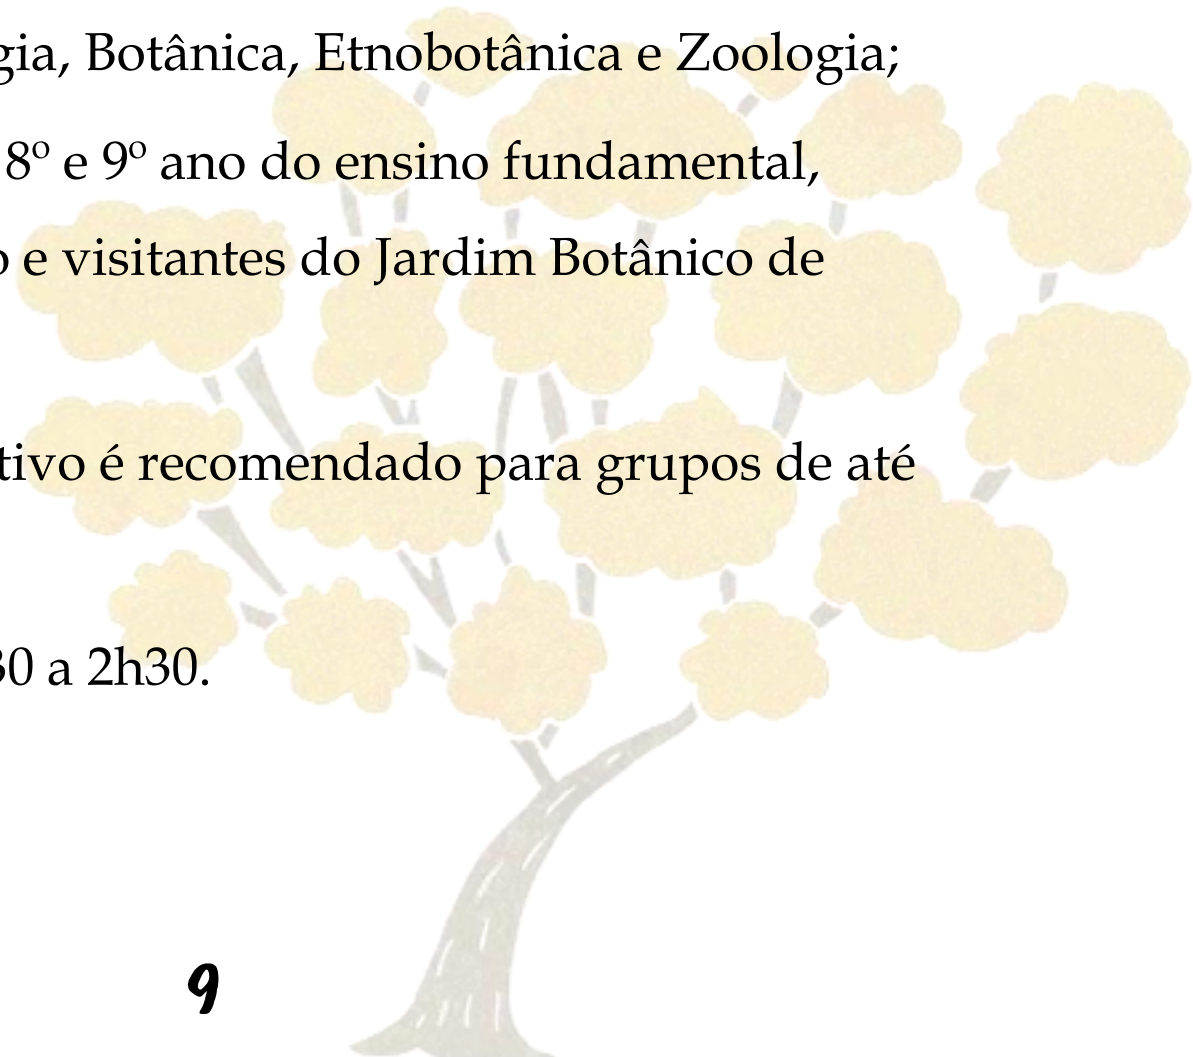 gia, Botânica, Etnobotânica e Zoologia;
8º e 9º ano do ensino fundamental,
o e visitantes do Jardim Botânico de
tivo é recomendado para grupos de até
30 a 2h30.
9